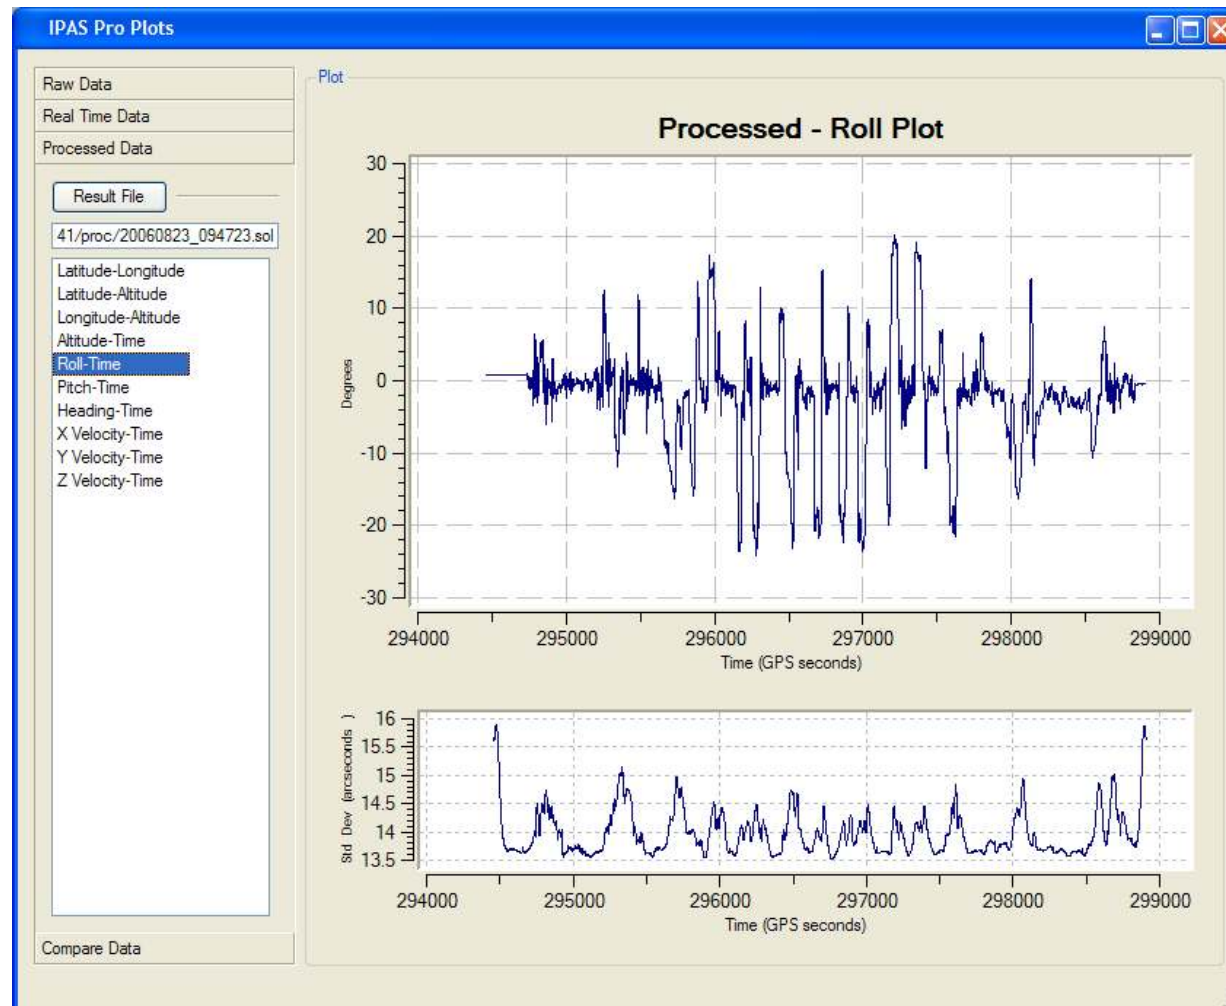 IPAS Pro Plots
Raw Data
Real Time Data
Processed Data
Result File
41/proc/20060823_094723.sol
Latitude-Longitude
Latitude-Altitude
Longitude-Altitude
Altitude-Time
Roll-Time
Pitch-Time
Heading-Time
X Velocity-Time
Y Velocity-Time
Z Velocity-Time
Compare Data
Plot
Processed - Roll Plot
30
20
10
0
-10
-20
-30
Degrees
294000 295000 296000 297000 298000 299000
Time (GPS seconds)
16
15.5
15
14.5
14
13.5
Std Dev (arcseconds )
294000 295000 296000 297000 298000 299000
Time (GPS seconds)